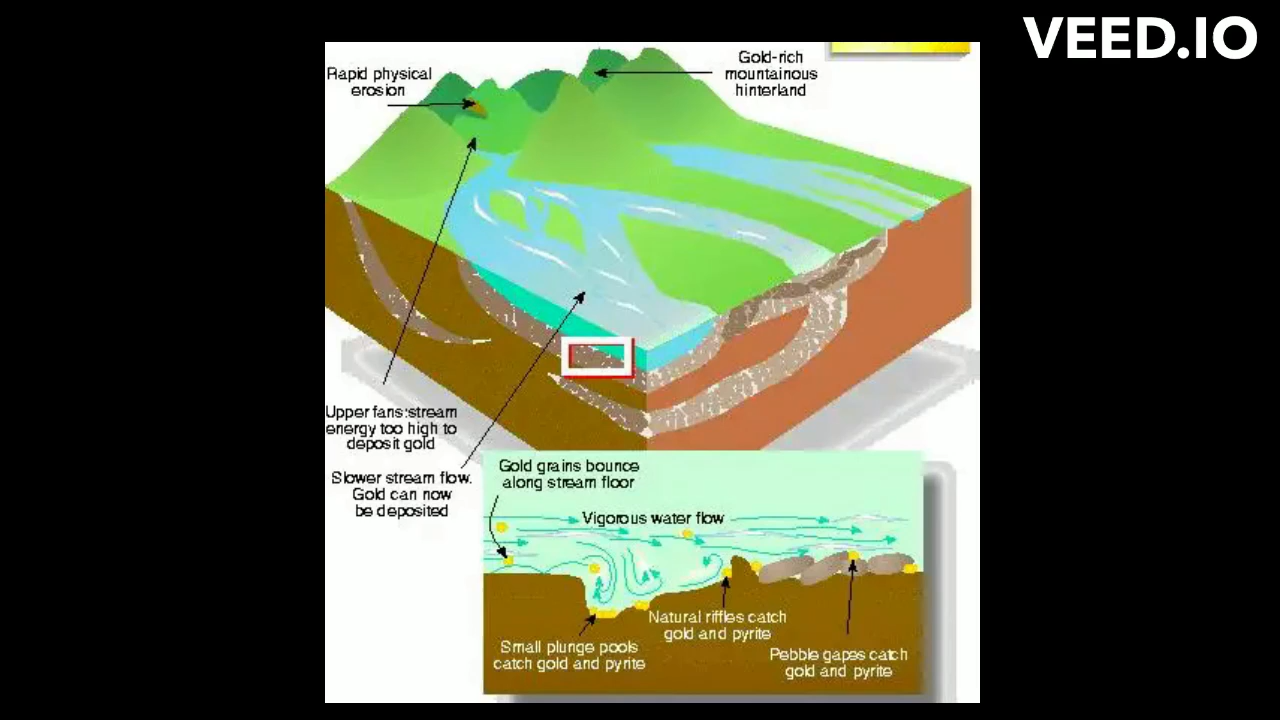 VEED.IO
Rapid physical
erosion
Gold-rich
mountainous
hinterland
Upper fans:stream
energy too high to
deposit gold
Slower stream flow.
Gold can now
be deposited
Gold grains bounce
along stream floor
Vigorous water flow
Natural riffles catch
gold and pyrite
Small plunge pools
catch gold and pyrite
Pebble gapes catch
gold and pyrite